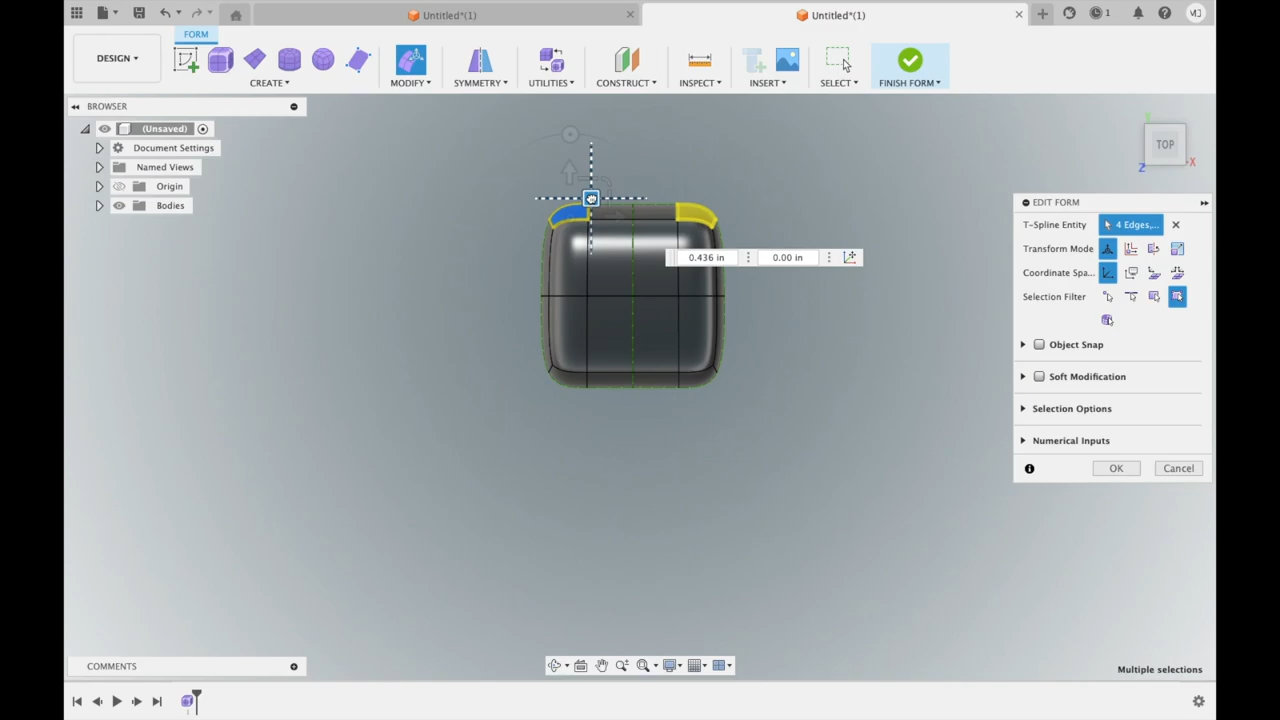 Untitled*(1)
Untitled*(1)
1
MJ
FORM
DESIGN
CREATE
MODIFY
SYMMETRY
UTILITIES
CONSTRUCT
INSPECT
INSERT
SELECT
FINISH FORM
BROWSER
(Unsaved)
Document Settings
Named Views
Origin
Bodies
Y
TOP
X
Z
EDIT FORM
T-Spline Entity
4 Edges,...
Transform Mode
Coordinate Spa...
Selection Filter
Object Snap
Soft Modification
Selection Options
Numerical Inputs
OK
Cancel
0.436 in
0.00 in
COMMENTS
Multiple selections